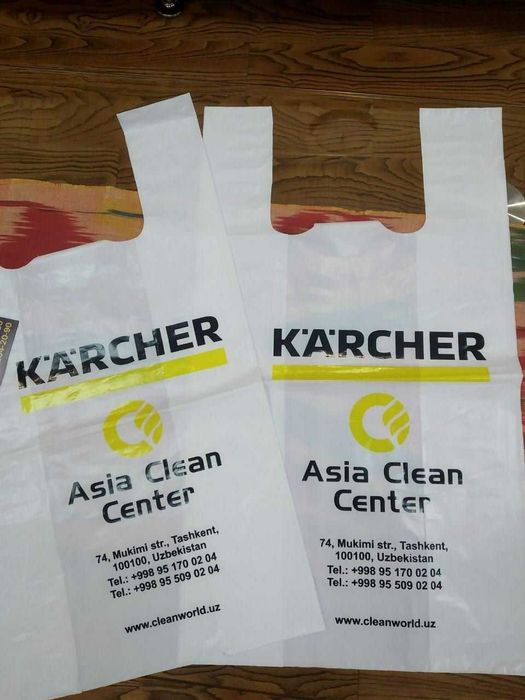 KÄRCHER
Asia Clean
Center
74, Mukimi str., Tashkent,
100100, Uzbekistan
Tel.: +998 95 170 02 04
Tel.: +998 95 509 02 04
www.cleanworld.uz
KÄRCHER
Asia Clean
Center
74, Mukimi str., Tashkent,
100100, Uzbekistan
Tel.: +998 95 170 02 04
Tel.: +998 95 509 02 04
www.cleanworld.uz